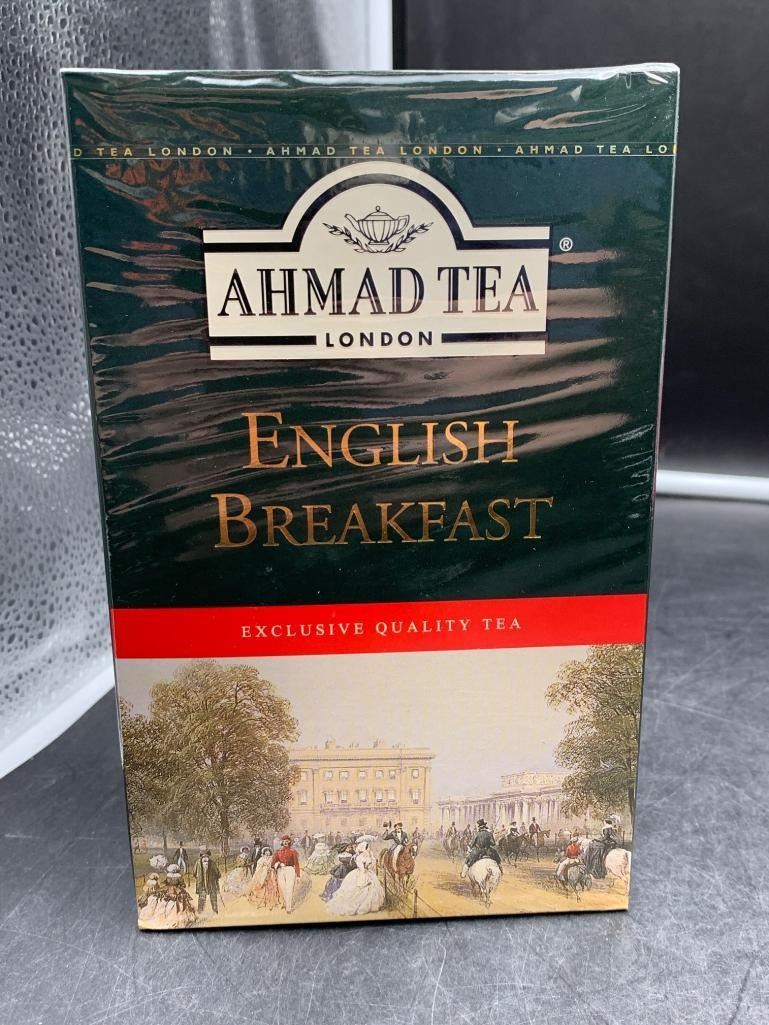 D TEA LONDON • AHMAD TEA LONDON • AHMAD TEA LO
AHMAD TEA ®
LONDON
ENGLISH
BREAKFAST
EXCLUSIVE QUALITY TEA